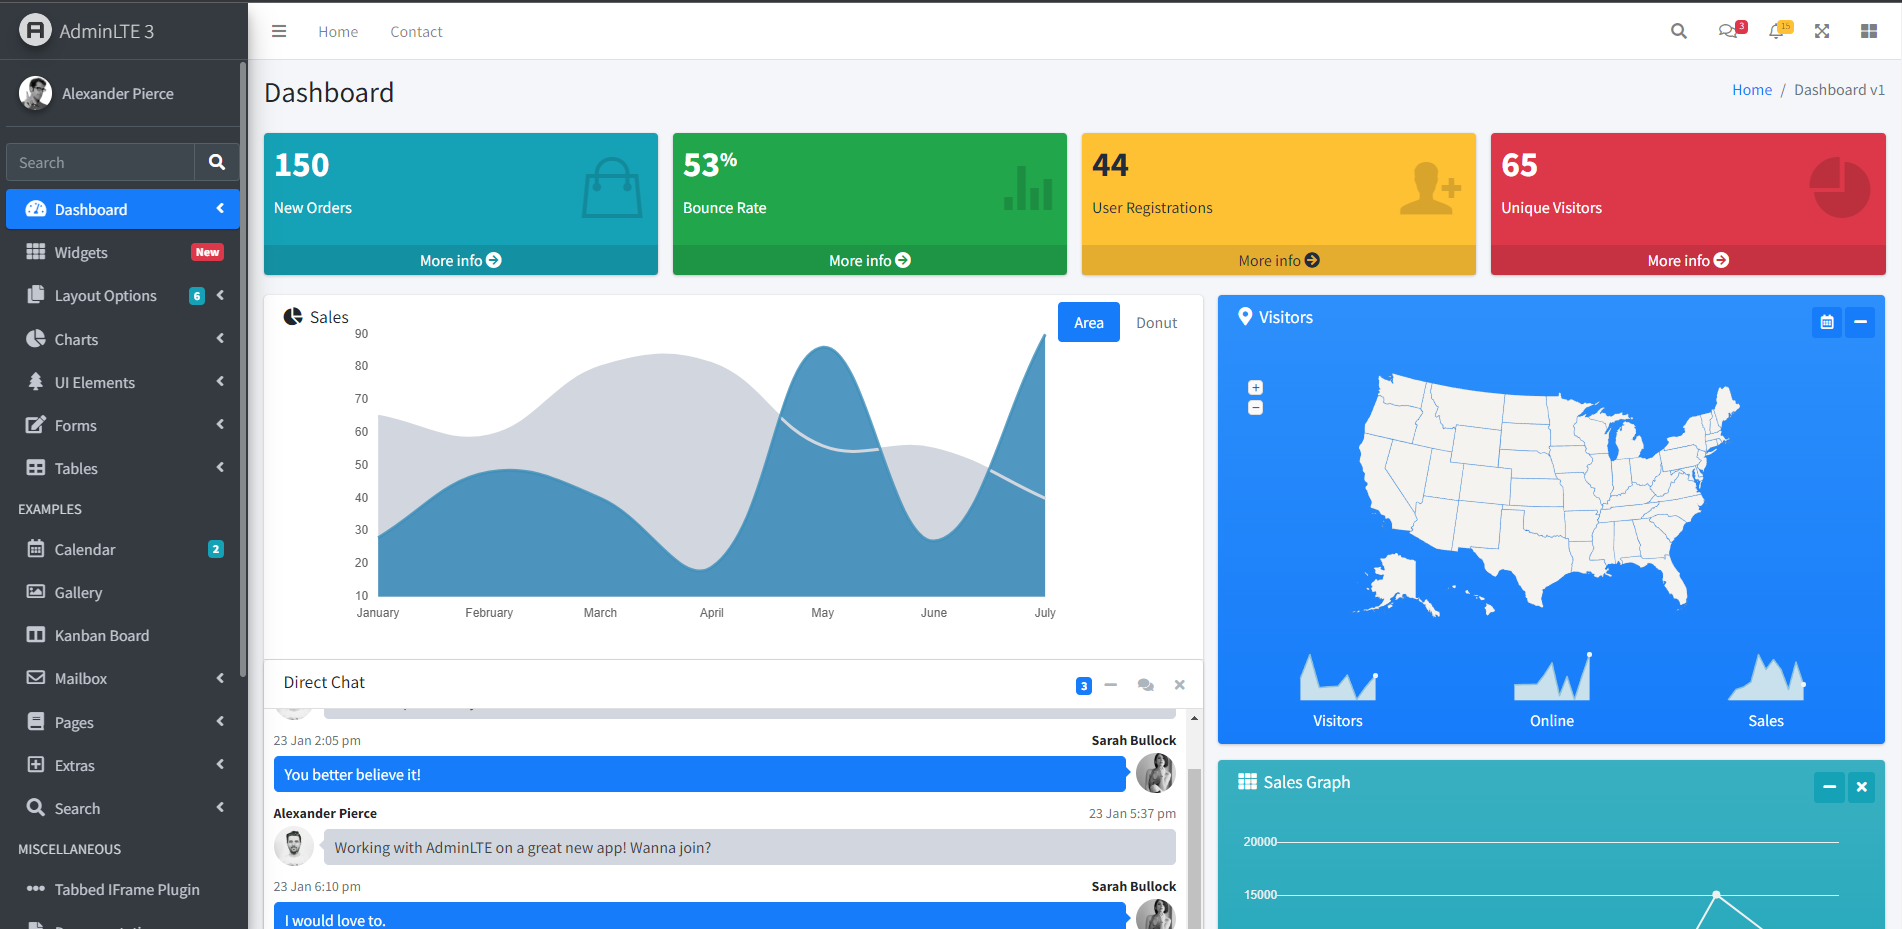 AdminLTE 3
Alexander Pierce
Search
Dashboard
Widgets New
Layout Options 6
Charts
UI Elements
Forms
Tables
EXAMPLES
Calendar 2
Gallery
Kanban Board
Mailbox
Pages
Extras
Search
MISCELLANEOUS
Tabbed IFrame Plugin
Home Contact
3 15
Dashboard
Home / Dashboard v1
150
New Orders
More info
53%
Bounce Rate
More info
44
User Registrations
More info
65
Unique Visitors
More info
Sales
Area Donut
90
80
70
60
50
40
30
20
10
January February March April May June July
Direct Chat 3
23 Jan 2:05 pm Sarah Bullock
You better believe it!
Alexander Pierce 23 Jan 5:37 pm
Working with AdminLTE on a great new app! Wanna join?
23 Jan 6:10 pm Sarah Bullock
I would love to.
Visitors
+
−
Visitors Online Sales
Sales Graph
20000
15000